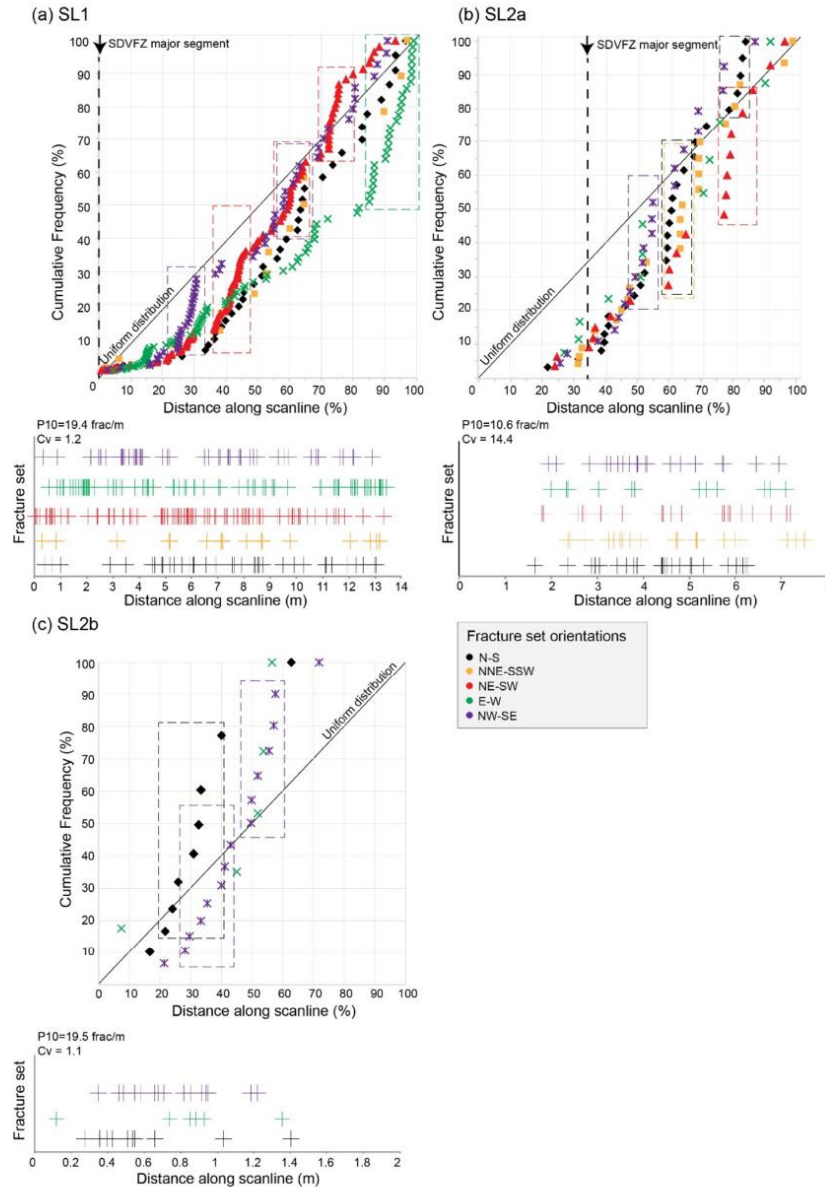 (a) SL1
SDVFZ major segment
Cumulative Frequency (%)
100
90
80
70
60
50
40
30
20
10
0
Uniform distribution
0 10 20 30 40 50 60 70 80 90 100
Distance along scanline (%)
P10=19.4 frac/m
Cv = 1.2
Fracture set
0 1 2 3 4 5 6 7 8 9 10 11 12 13 14
Distance along scanline (m)
(b) SL2a
SDVFZ major segment
Cumulative Frequency (%)
100
90
80
70
60
50
40
30
20
10
Uniform distribution
0 10 20 30 40 50 60 70 80 90 100
Distance along scanline (%)
P10=10.6 frac/m
Cv = 14.4
Fracture set
0 1 2 3 4 5 6 7 8
Distance along scanline (m)
(c) SL2b
Cumulative Frequency (%)
100
90
80
70
60
50
40
30
20
10
Uniform distribution
0 10 20 30 40 50 60 70 80 90 100
Distance along scanline (%)
P10=19.5 frac/m
Cv = 1.1
Fracture set
0 0.2 0.4 0.6 0.8 1 1.2 1.4 1.6 1.8 2
Distance along scanline (m)
Fracture set orientations
N-S
NNE-SSW
NE-SW
E-W
NW-SE